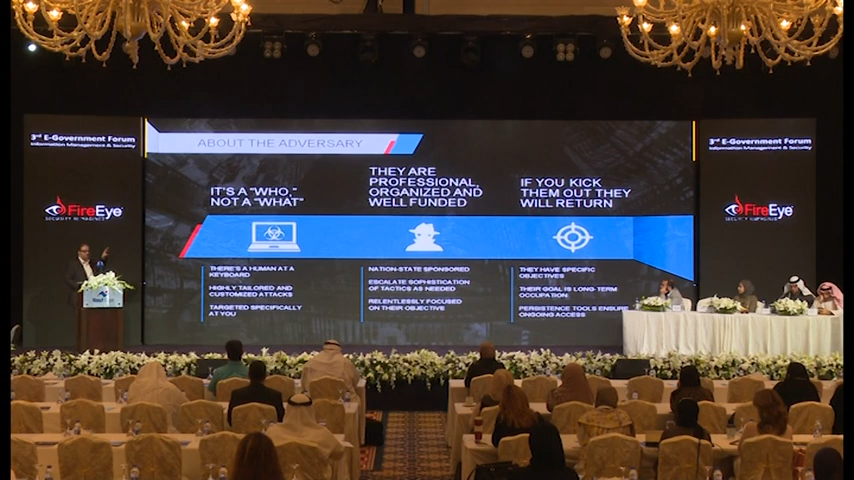 3rd E-Government Forum
Information Management & Security
FireEye
ABOUT THE ADVERSARY
IT'S A "WHO,"
NOT A "WHAT"
THERE'S A HUMAN AT A
KEYBOARD
HIGHLY TAILORED AND
CUSTOMIZED ATTACKS
TARGETED SPECIFICALLY
AT YOU
THEY ARE
PROFESSIONAL,
ORGANIZED AND
WELL FUNDED
NATION-STATE SPONSORED
ESCALATE SOPHISTICATION
OF TACTICS AS NEEDED
RELENTLESSLY FOCUSED
ON THEIR OBJECTIVE
IF YOU KICK
THEM OUT THEY
WILL RETURN
THEY HAVE SPECIFIC
OBJECTIVES
THEIR GOAL IS LONG-TERM
OCCUPATION
PERSISTENCE TOOLS ENSURE
ONGOING ACCESS
3rd E-Government Forum
Information Management & Security
FireEye